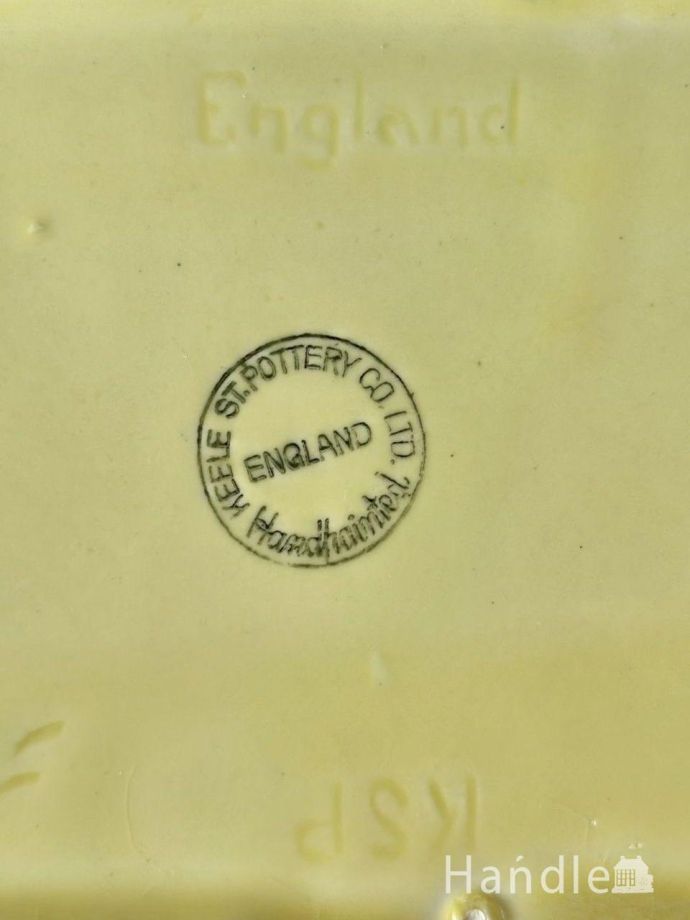 England
KEELE ST. POTTERY CO. LTD.
ENGLAND
Handpainted
KSP
Handle